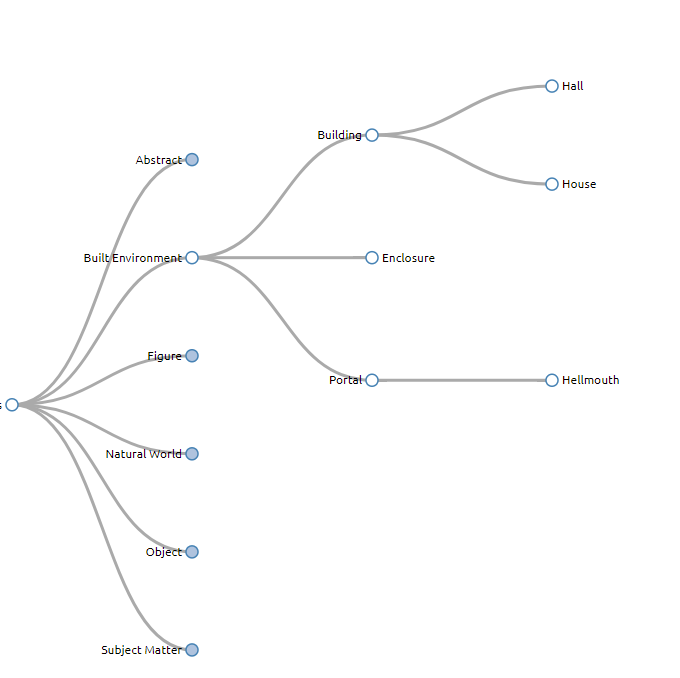 Hall
Building
Abstract
House
Built Environment
Enclosure
Figure
Portal
Hellmouth
Natural World
Object
Subject Matter